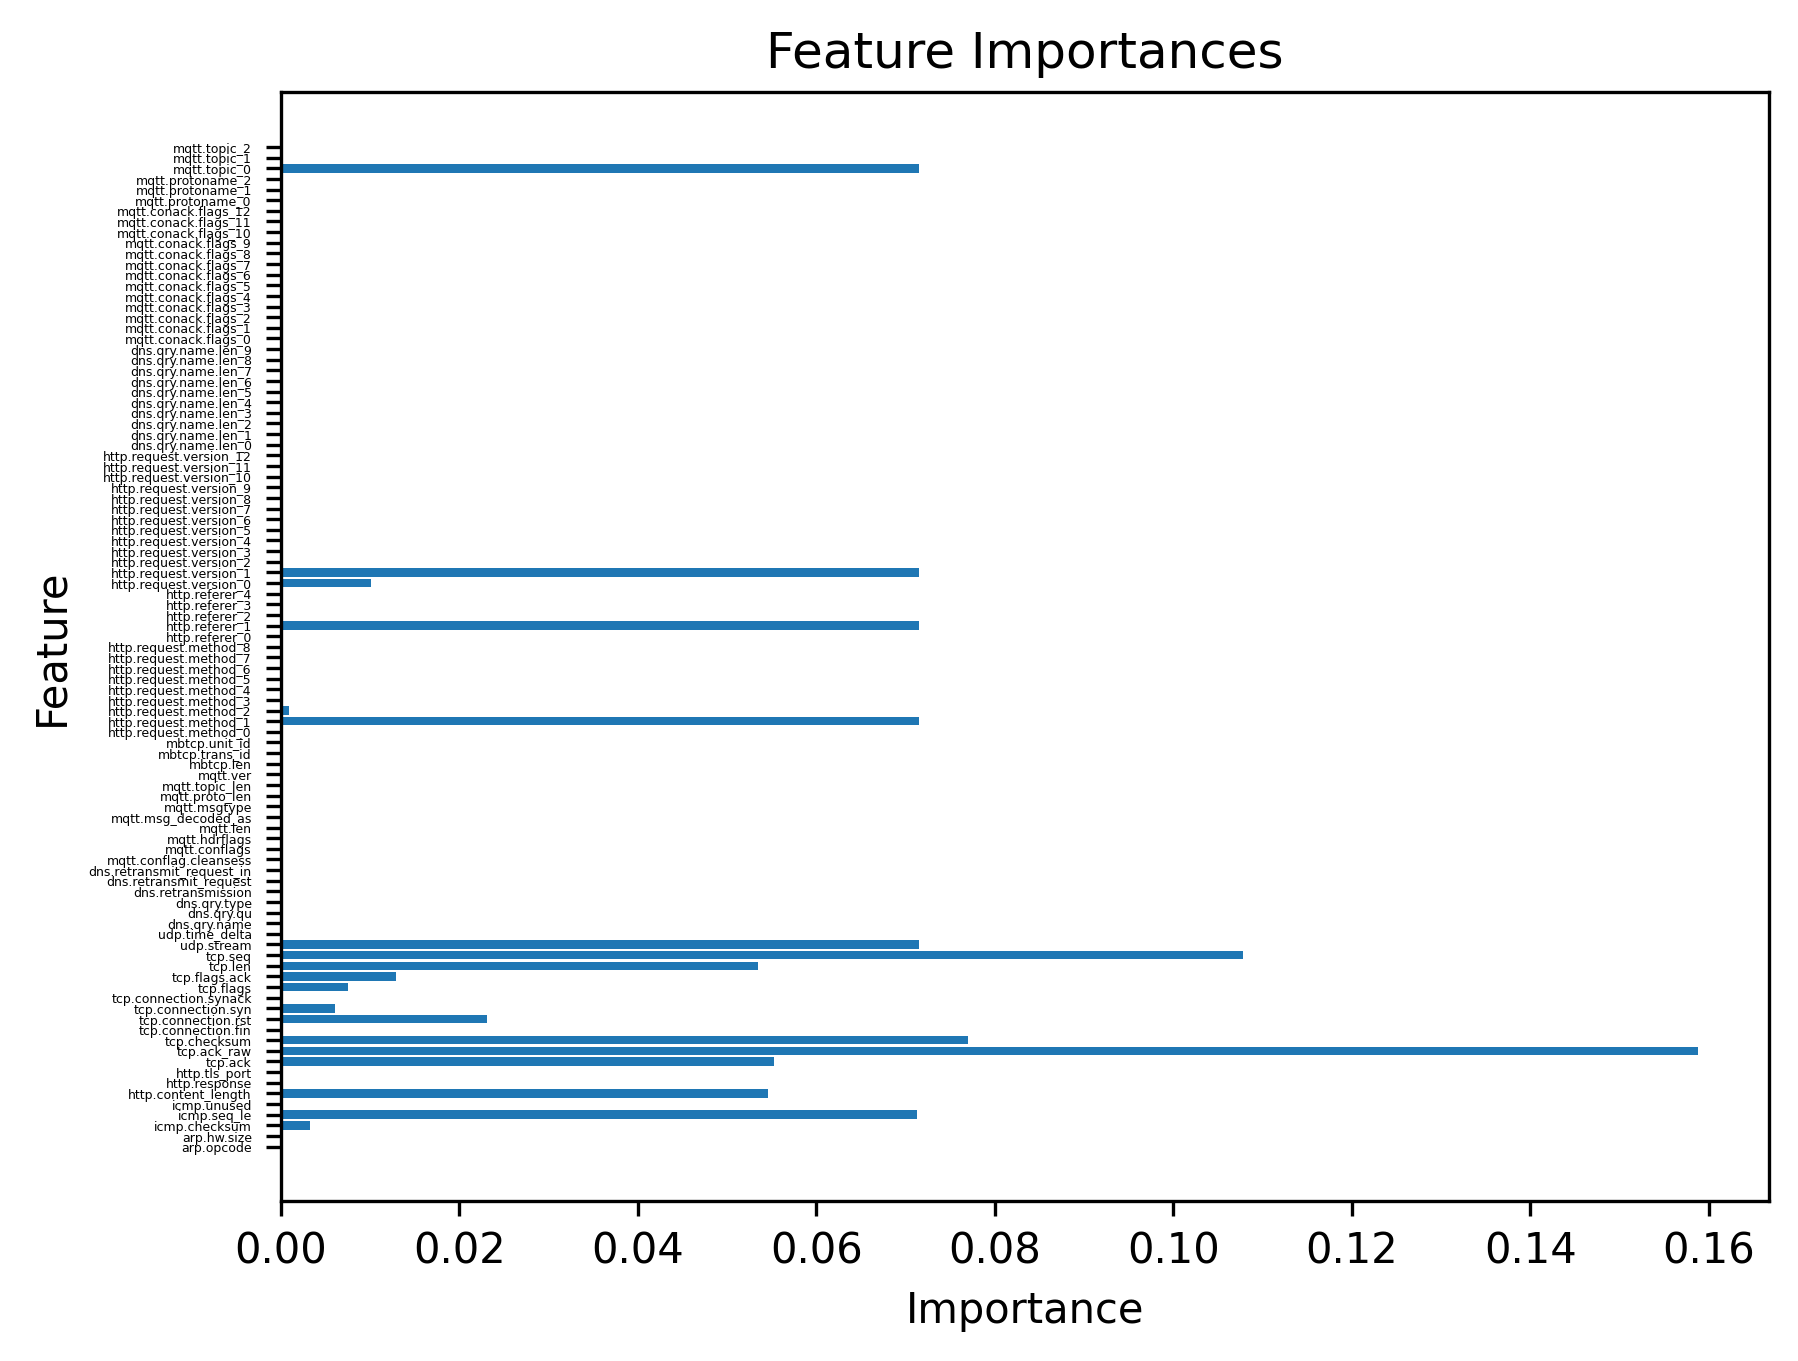 Feature Importances
mqtt.topic_2
mqtt.topic_1
mqtt.topic_0
mqtt.protoname_2
mqtt.protoname_1
mqtt.protoname_0
mqtt.conack.flags_12
mqtt.conack.flags_11
mqtt.conack.flags_10
mqtt.conack.flags_9
mqtt.conack.flags_8
mqtt.conack.flags_7
mqtt.conack.flags_6
mqtt.conack.flags_5
mqtt.conack.flags_4
mqtt.conack.flags_3
mqtt.conack.flags_2
mqtt.conack.flags_1
mqtt.conack.flags_0
dns.qry.name.len_9
dns.qry.name.len_8
dns.qry.name.len_7
dns.qry.name.len_6
dns.qry.name.len_5
dns.qry.name.len_4
dns.qry.name.len_3
dns.qry.name.len_2
dns.qry.name.len_1
dns.qry.name.len_0
http.request.version_12
http.request.version_11
http.request.version_10
http.request.version_9
http.request.version_8
http.request.version_7
http.request.version_6
http.request.version_5
http.request.version_4
http.request.version_3
http.request.version_2
http.request.version_1
http.request.version_0
http.referer_4
http.referer_3
http.referer_2
http.referer_1
http.referer_0
http.request.method_8
http.request.method_7
http.request.method_6
http.request.method_5
http.request.method_4
http.request.method_3
http.request.method_2
http.request.method_1
http.request.method_0
mbtcp.unit_id
mbtcp.trans_id
mbtcp.len
mqtt.ver
mqtt.topic_len
mqtt.proto_len
mqtt.msgtype
mqtt.msg_decoded_as
mqtt.len
mqtt.hdrflags
mqtt.conflags
mqtt.conflag.cleansess
dns.retransmit_request_in
dns.retransmit_request
dns.retransmission
dns.qry.type
dns.qry.qu
dns.qry.name
udp.time_delta
udp.stream
tcp.seq
tcp.len
tcp.flags.ack
tcp.flags
tcp.connection.synack
tcp.connection.syn
tcp.connection.rst
tcp.connection.fin
tcp.checksum
tcp.ack_raw
tcp.ack
http.tls_port
http.response
http.content_length
icmp.unused
icmp.seq_le
icmp.checksum
arp.hw.size
arp.opcode
Feature
0.00 0.02 0.04 0.06 0.08 0.10 0.12 0.14 0.16
Importance